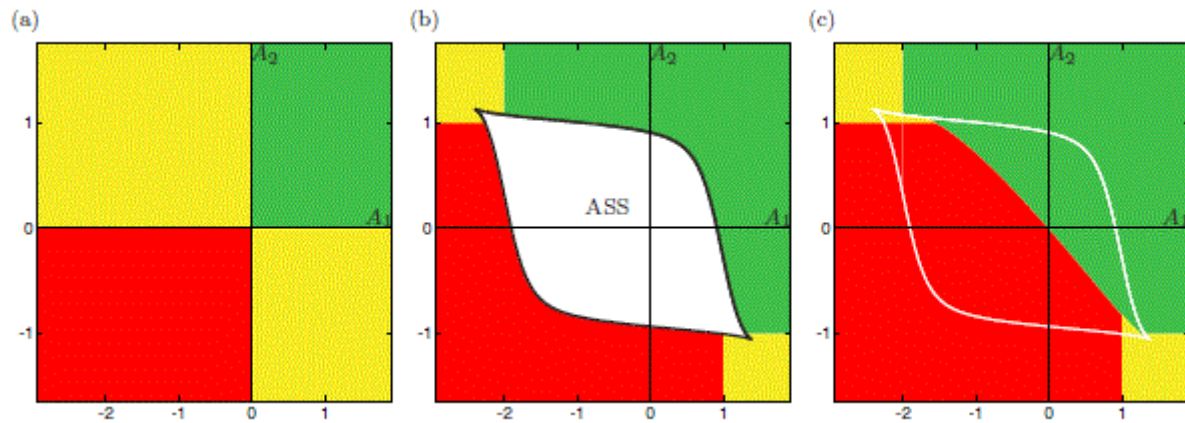 (a) (b) (c)
A₂ A₂ A₂
1 1 1
ASS
A₁ A₁ A₁
0 0 0
-1 -1 -1
-2 -1 0 1 -2 -1 0 1 -2 -1 0 1